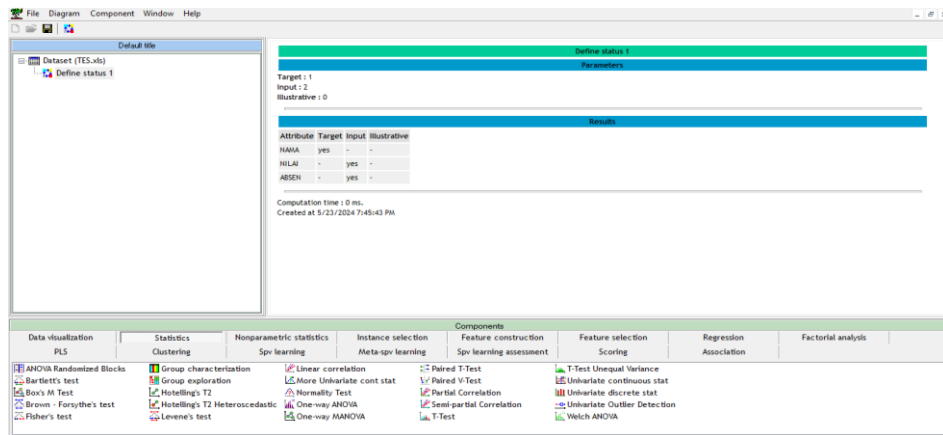 File Diagram Component Window Help
Default title
Dataset (TES.xls)
Define status 1
Define status 1
Parameters
Target : 1
Input : 2
Illustrative : 0
Results
Attribute Target Input Illustrative
NAMA yes - -
NILAI - yes -
ABSEN - yes -
Computation time : 0 ms.
Created at 5/23/2024 7:45:43 PM
Components
Data visualization Statistics Nonparametric statistics Instance selection Feature construction Feature selection Regression Factorial analysis
PLS Clustering Spv learning Meta-spv learning Spv learning assessment Scoring Association
ANOVA Randomized Blocks Group characterization Linear correlation Paired T-Test T-Test Unequal Variance
Bartlett's test Group exploration More Univariate cont stat Paired V-Test Univariate continuous stat
Box's M Test Hotelling's T2 Normality Test Partial Correlation Univariate discrete stat
Brown - Forsythe's test Hotelling's T2 Heteroscedastic One-way ANOVA Semi-partial Correlation Univariate Outlier Detection
Fisher's test Levene's test One-way MANOVA T-Test Welch ANOVA